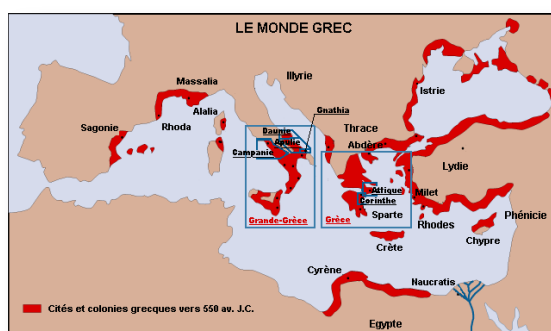 LE MONDE GREC
Illyrie
Massalia
Istrie
Gnathia
Alalia
Sagonie
Rhoda
Daunie
Thrace
Apulie
Abdère
Campanie
Lydie
Attique
Milet
Corinthe
Phénicie
Grande-Grèce
Grèce
Sparte
Rhodes
Chypre
Crète
Cyrène
Naucratis
Cités et colonies grecques vers 550 av. J.C.
Egypte